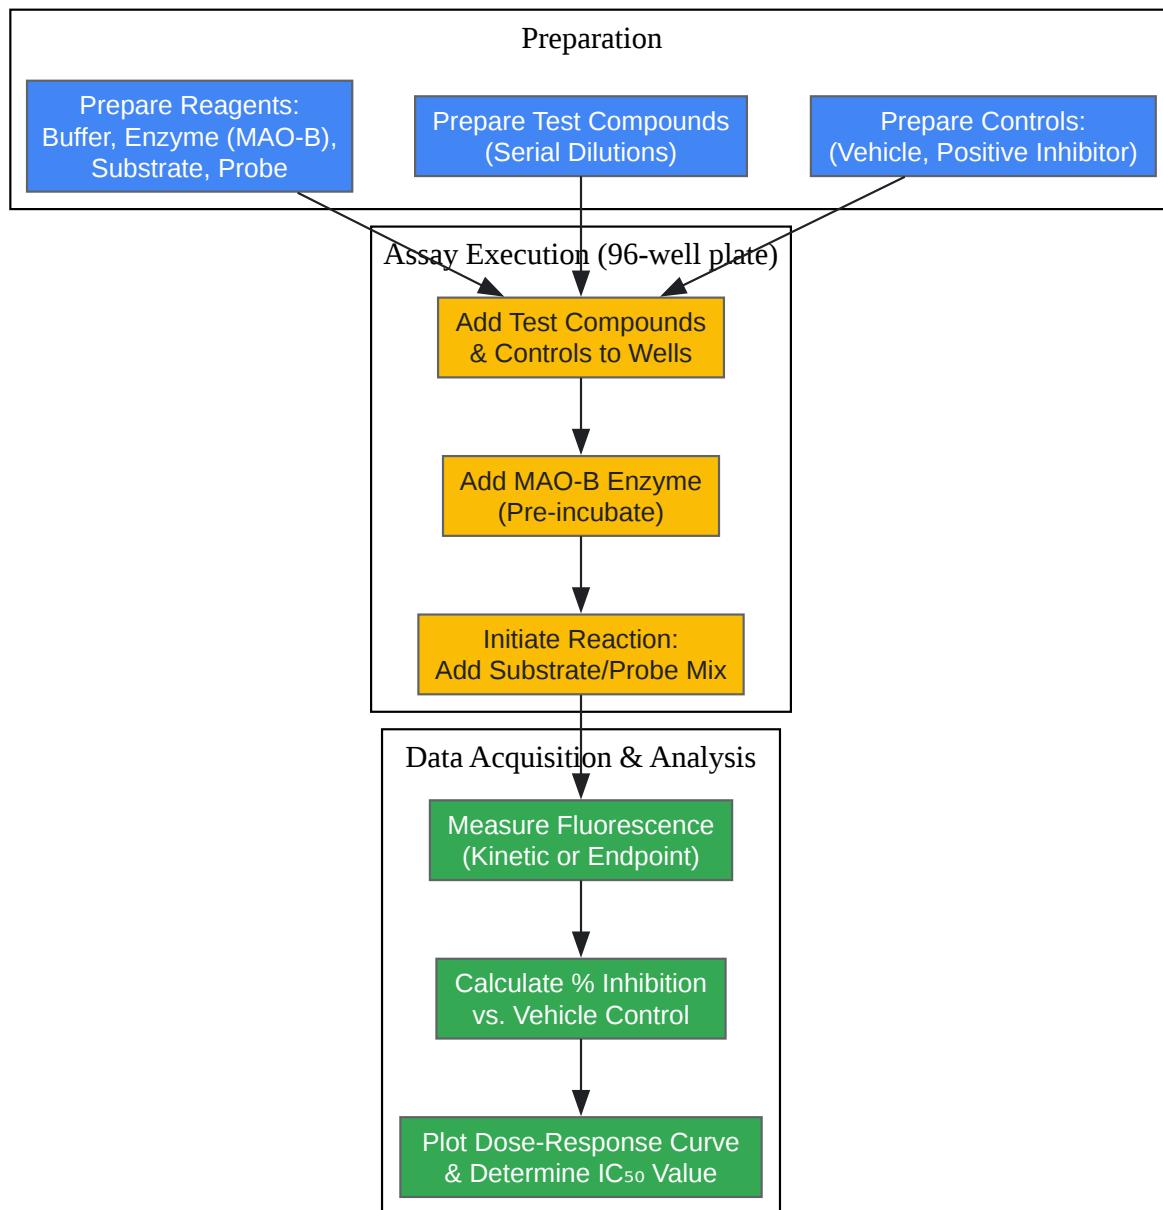 Preparation
Prepare Reagents:
Buffer, Enzyme (MAO-B),
Substrate, Probe
Prepare Test Compounds
(Serial Dilutions)
Prepare Controls:
(Vehicle, Positive Inhibitor)
Assay Execution (96-well plate)
Add Test Compounds
& Controls to Wells
Add MAO-B Enzyme
(Pre-incubate)
Initiate Reaction:
Add Substrate/Probe Mix
Data Acquisition & Analysis
Measure Fluorescence
(Kinetic or Endpoint)
Calculate % Inhibition
vs. Vehicle Control
Plot Dose-Response Curve
& Determine IC₅₀ Value